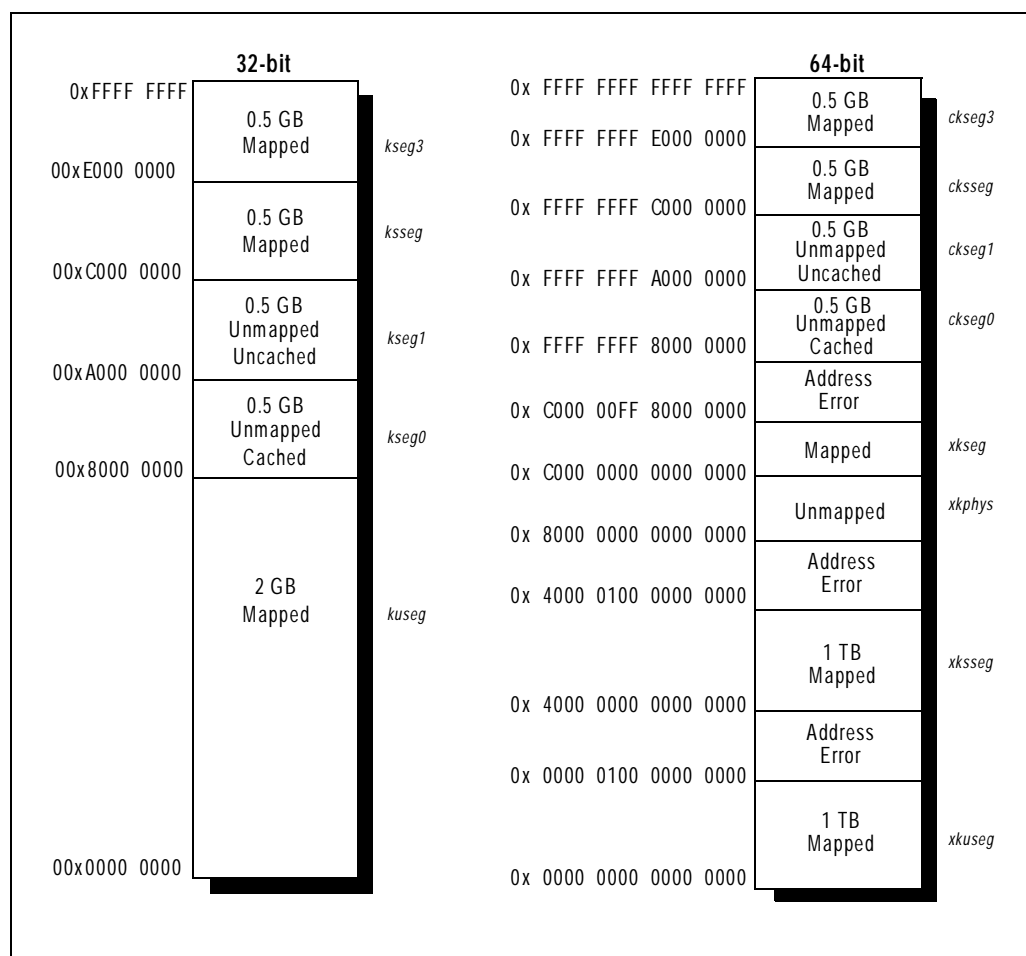 32-bit
0xFFFF FFFF
0.5 GB
Mapped
kseg3
00xE000 0000
0.5 GB
Mapped
ksseg
00xC000 0000
0.5 GB
Unmapped
Uncached
kseg1
00xA000 0000
0.5 GB
Unmapped
Cached
kseg0
00x8000 0000
2 GB
Mapped
kuseg
00x0000 0000
64-bit
0x FFFF FFFF FFFF FFFF
0.5 GB
Mapped
ckseg3
0x FFFF FFFF E000 0000
0.5 GB
Mapped
cksseg
0x FFFF FFFF C000 0000
0.5 GB
Unmapped
Uncached
ckseg1
0x FFFF FFFF A000 0000
0.5 GB
Unmapped
Cached
ckseg0
0x FFFF FFFF 8000 0000
Address
Error
0x C000 00FF 8000 0000
Mapped
xkseg
0x C000 0000 0000 0000
Unmapped
xkphys
0x 8000 0000 0000 0000
Address
Error
0x 4000 0100 0000 0000
1 TB
Mapped
xksseg
0x 4000 0000 0000 0000
Address
Error
0x 0000 0100 0000 0000
1 TB
Mapped
xkuseg
0x 0000 0000 0000 0000